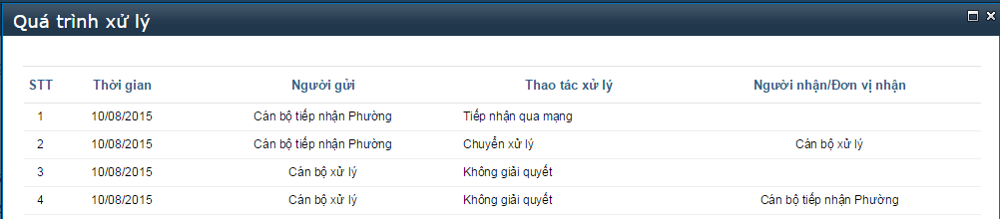 Quá trình xử lý
STT Thời gian Người gửi Thao tác xử lý Người nhận/Đơn vị nhận
1 10/08/2015 Cán bộ tiếp nhận Phường Tiếp nhận qua mạng
2 10/08/2015 Cán bộ tiếp nhận Phường Chuyển xử lý Cán bộ xử lý
3 10/08/2015 Cán bộ xử lý Không giải quyết
4 10/08/2015 Cán bộ xử lý Không giải quyết Cán bộ tiếp nhận Phường